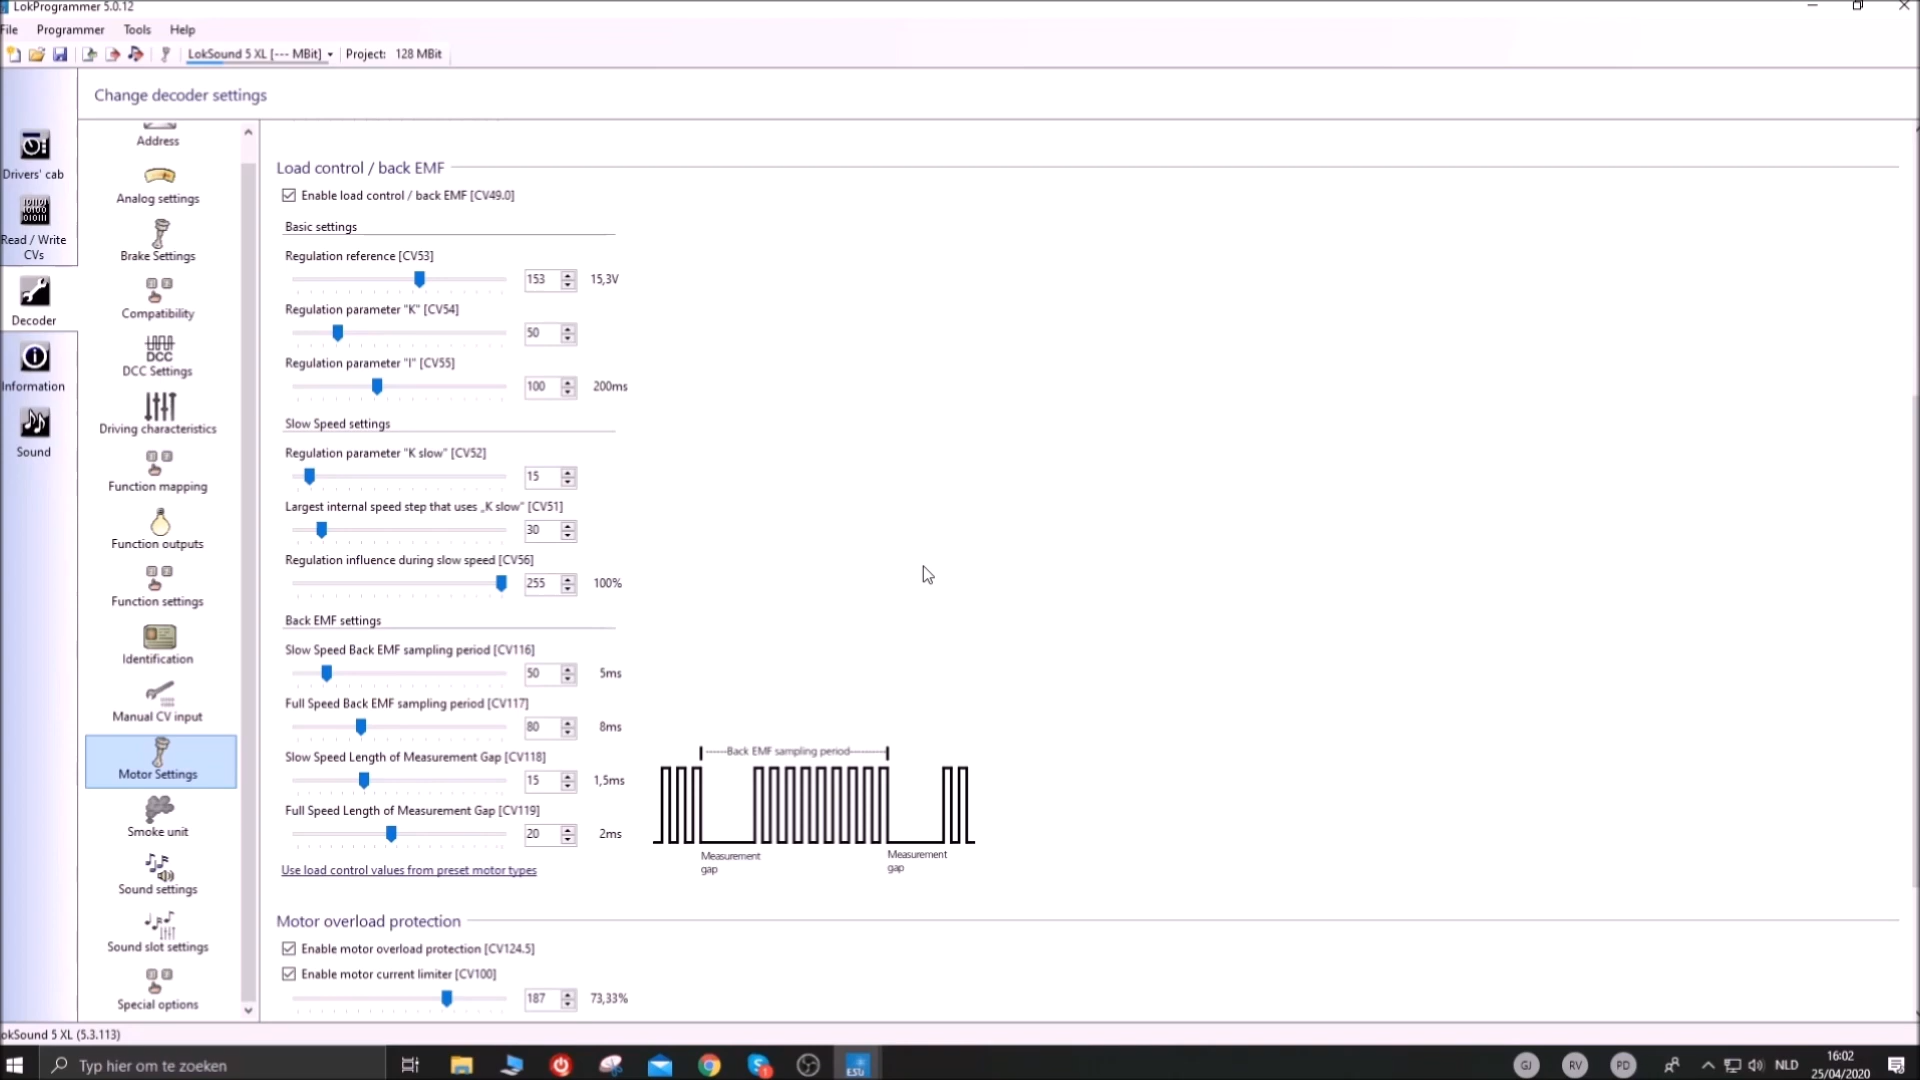 LokProgrammer 5.0.12
File Programmer Tools Help
LokSound 5 XL [--- MBit] Project: 128 MBit
Change decoder settings
Drivers' cab
Read / Write
CVs
Decoder
Information
Sound
Address
Analog settings
Brake Settings
Compatibility
DCC
DCC Settings
Driving characteristics
Function mapping
Function outputs
Function settings
Identification
Manual CV input
Motor Settings
Smoke unit
Sound settings
Sound slot settings
Special options
Load control / back EMF
Enable load control / back EMF [CV49.0]
Basic settings
Regulation reference [CV53]
153 15,3V
Regulation parameter "K" [CV54]
50
Regulation parameter "I" [CV55]
100 200ms
Slow Speed settings
Regulation parameter "K slow" [CV52]
15
Largest internal speed step that uses „K slow" [CV51]
30
Regulation influence during slow speed [CV56]
255 100%
Back EMF settings
Slow Speed Back EMF sampling period [CV116]
50 5ms
Full Speed Back EMF sampling period [CV117]
80 8ms
Slow Speed Length of Measurement Gap [CV118]
15 1,5ms
Full Speed Length of Measurement Gap [CV119]
20 2ms
Back EMF sampling period
Measurement
gap
Measurement
gap
Use load control values from preset motor types
Motor overload protection
Enable motor overload protection [CV124.5]
Enable motor current limiter [CV100]
187 73,33%
okSound 5 XL (5.3.113)
Typ hier om te zoeken
ESU
GJ RV PD NLD
16:02
25/04/2020